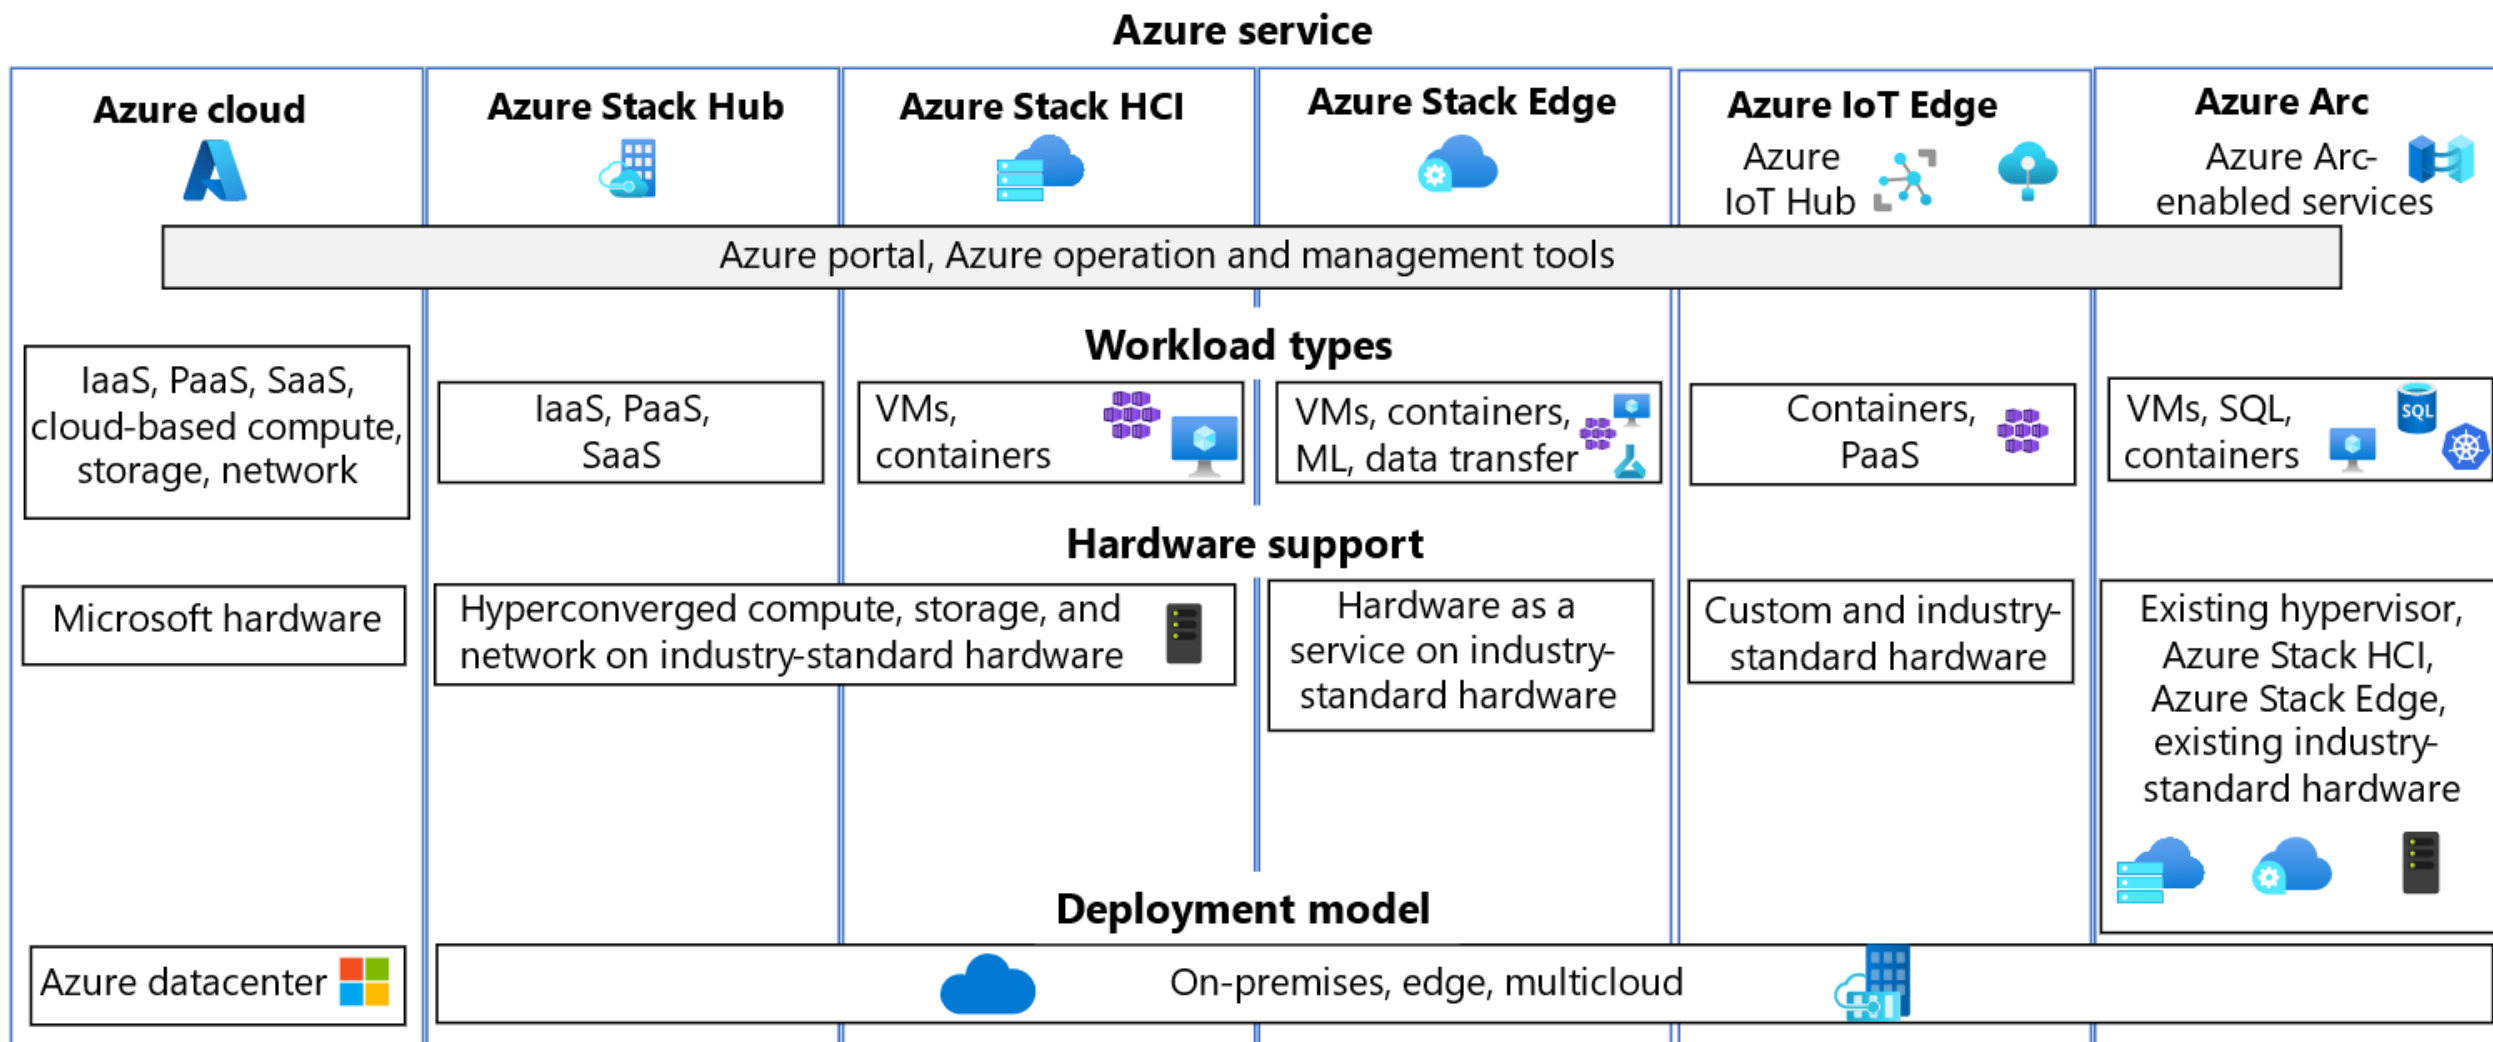 Azure service
Azure cloud
Azure Stack Hub
Azure Stack HCI
Azure Stack Edge
Azure IoT Edge
Azure
IoT Hub
Azure Arc
Azure Arc-
enabled services
Azure portal, Azure operation and management tools
Workload types
IaaS, PaaS, SaaS,
cloud-based compute,
storage, network
IaaS, PaaS,
SaaS
VMs,
containers
VMs, containers,
ML, data transfer
Containers,
PaaS
VMs, SQL,
containers
SQL
Hardware support
Microsoft hardware
Hyperconverged compute, storage, and
network on industry-standard hardware
Hardware as a
service on industry-
standard hardware
Custom and industry-
standard hardware
Existing hypervisor,
Azure Stack HCI,
Azure Stack Edge,
existing industry-
standard hardware
Deployment model
Azure datacenter
On-premises, edge, multicloud